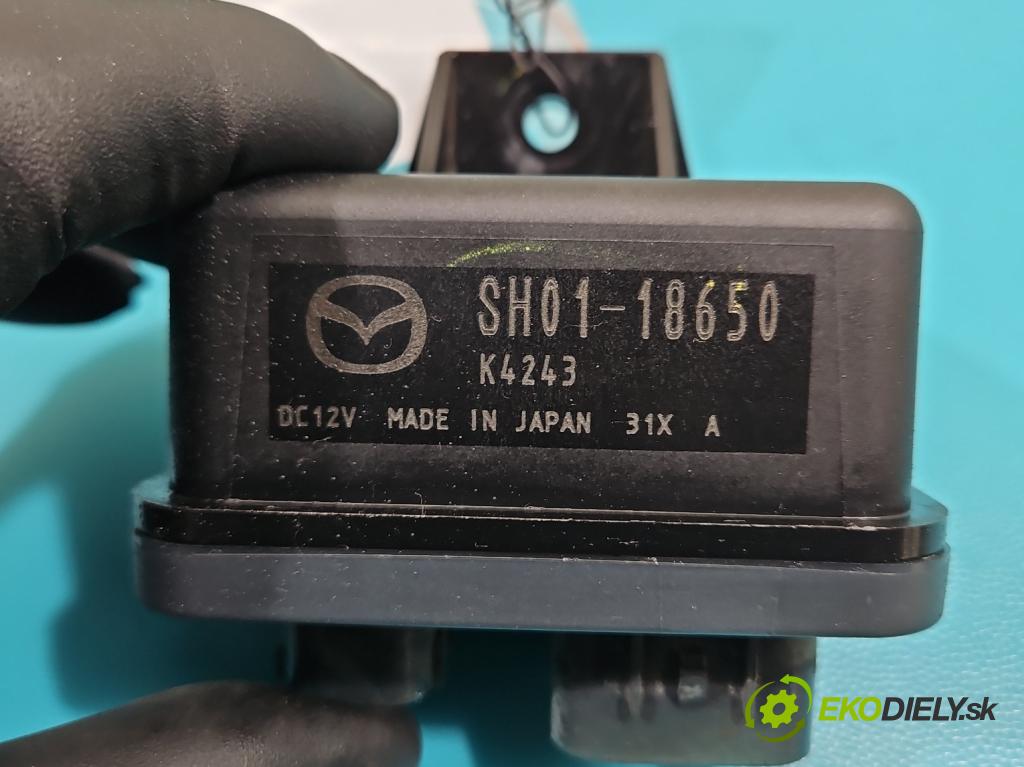 SH01-18650
K4243
DC12V MADE IN JAPAN 31X A
EKODIELY.sk